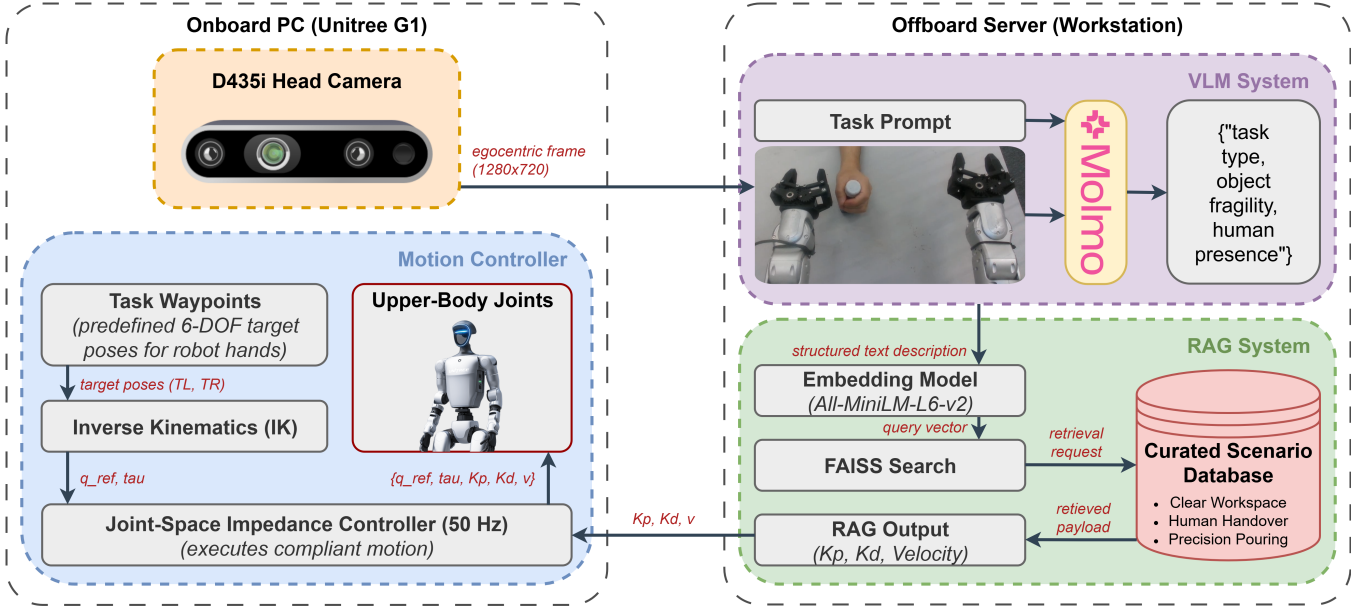 Onboard PC (Unitree G1)
D435i Head Camera
egocentric frame
(1280x720)
Motion Controller
Task Waypoints
(predefined 6-DOF target
poses for robot hands)
target poses (TL, TR)
Inverse Kinematics (IK)
q_ref, tau
Upper-Body Joints
{q_ref, tau, Kp, Kd, v}
Joint-Space Impedance Controller (50 Hz)
(executes compliant motion)
Offboard Server (Workstation)
VLM System
Task Prompt
Molmo
{"task
type,
object
fragility,
human
presence"}
structured text description
RAG System
Embedding Model
(All-MiniLM-L6-v2)
query vector
FAISS Search
retrieval
request
Curated Scenario
Database
• Clear Workspace
• Human Handover
• Precision Pouring
retieved
payload
RAG Output
(Kp, Kd, Velocity)
Kp, Kd, v